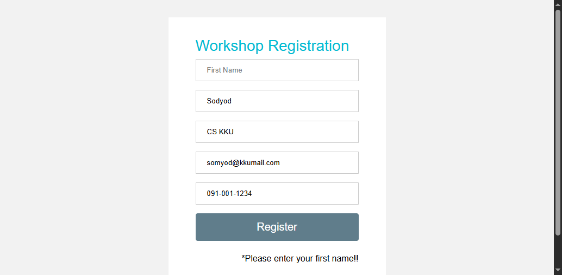 Workshop Registration
First Name
Sodyod
CS KKU
somyod@kkumail.com
091-001-1234
Register
*Please enter your first name!!